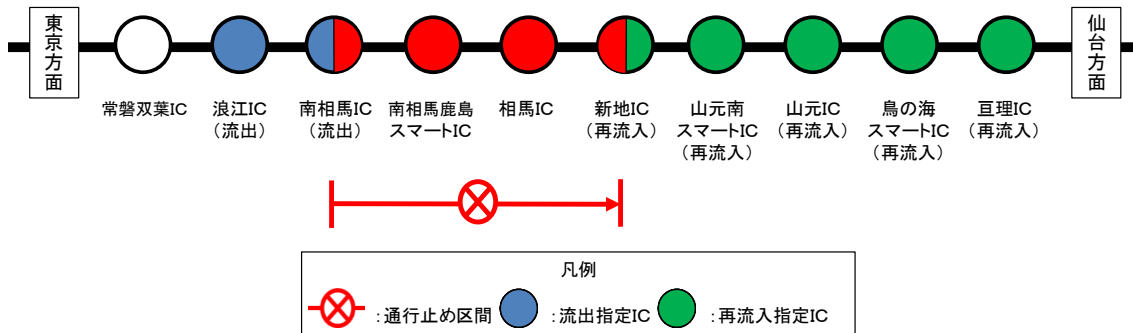 東京方面
仙台方面
常磐双葉IC
浪江IC
(流出)
南相馬IC
(流出)
南相馬鹿島
スマートIC
相馬IC
新地IC
(再流入)
山元南
スマートIC
(再流入)
山元IC
(再流入)
鳥の海
スマートIC
(再流入)
亘理IC
(再流入)
凡例
:通行止め区間
:流出指定IC
:再流入指定IC